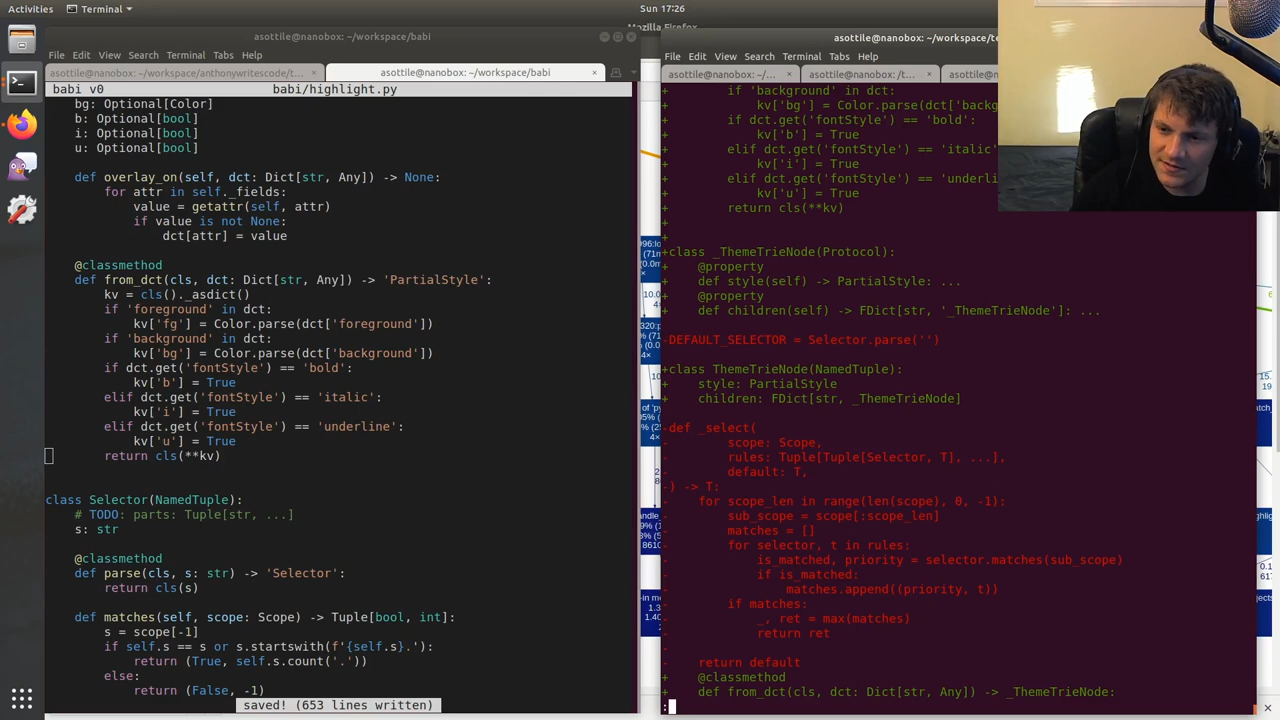 Activities
Terminal
Sun 17:26
Mozilla Firefox
asottile@nanobox: ~/workspace/babi
File Edit View Search Terminal Tabs Help
asottile@nanobox: ~/workspace/anthonywritescode/t... ×
asottile@nanobox: ~/workspace/babi ×
babi v0 babi/highlight.py
bg: Optional[Color]
b: Optional[bool]
i: Optional[bool]
u: Optional[bool]
def overlay_on(self, dct: Dict[str, Any]) -> None:
for attr in self._fields:
value = getattr(self, attr)
if value is not None:
dct[attr] = value
@classmethod
def from_dct(cls, dct: Dict[str, Any]) -> 'PartialStyle':
kv = cls()._asdict()
if 'foreground' in dct:
kv['fg'] = Color.parse(dct['foreground'])
if 'background' in dct:
kv['bg'] = Color.parse(dct['background'])
if dct.get('fontStyle') == 'bold':
kv['b'] = True
elif dct.get('fontStyle') == 'italic':
kv['i'] = True
elif dct.get('fontStyle') == 'underline':
kv['u'] = True
return cls(**kv)
class Selector(NamedTuple):
# TODO: parts: Tuple[str, ...]
s: str
@classmethod
def parse(cls, s: str) -> 'Selector':
return cls(s)
def matches(self, scope: Scope) -> Tuple[bool, int]:
s = scope[-1]
if self.s == s or s.startswith(f'{self.s}.'):
return (True, self.s.count('.'))
else:
return (False, -1)
saved! (653 lines written)
asottile@nanobox: ~/workspace/te
File Edit View Search Terminal Tabs Help
asottile@nanobox: ~/... ×
asottile@nanobox: /t... ×
asottile@nano
+ if 'background' in dct:
+ kv['bg'] = Color.parse(dct['backg
+ if dct.get('fontStyle') == 'bold':
+ kv['b'] = True
+ elif dct.get('fontStyle') == 'italic'
+ kv['i'] = True
+ elif dct.get('fontStyle') == 'underlin
+ kv['u'] = True
+ return cls(**kv)
+
+
+class _ThemeTrieNode(Protocol):
+ @property
+ def style(self) -> PartialStyle: ...
+ @property
+ def children(self) -> FDict[str, '_ThemeTrieNode']: ...
-DEFAULT_SELECTOR = Selector.parse('')
+class ThemeTrieNode(NamedTuple):
+ style: PartialStyle
+ children: FDict[str, _ThemeTrieNode]
-def _select(
- scope: Scope,
- rules: Tuple[Tuple[Selector, T], ...],
- default: T,
-) -> T:
- for scope_len in range(len(scope), 0, -1):
- sub_scope = scope[:scope_len]
- matches = []
- for selector, t in rules:
- is_matched, priority = selector.matches(sub_scope)
- if is_matched:
- matches.append((priority, t))
- if matches:
- _, ret = max(matches)
- return ret
-
- return default
+ @classmethod
+ def from_dct(cls, dct: Dict[str, Any]) -> _ThemeTrieNode:
: